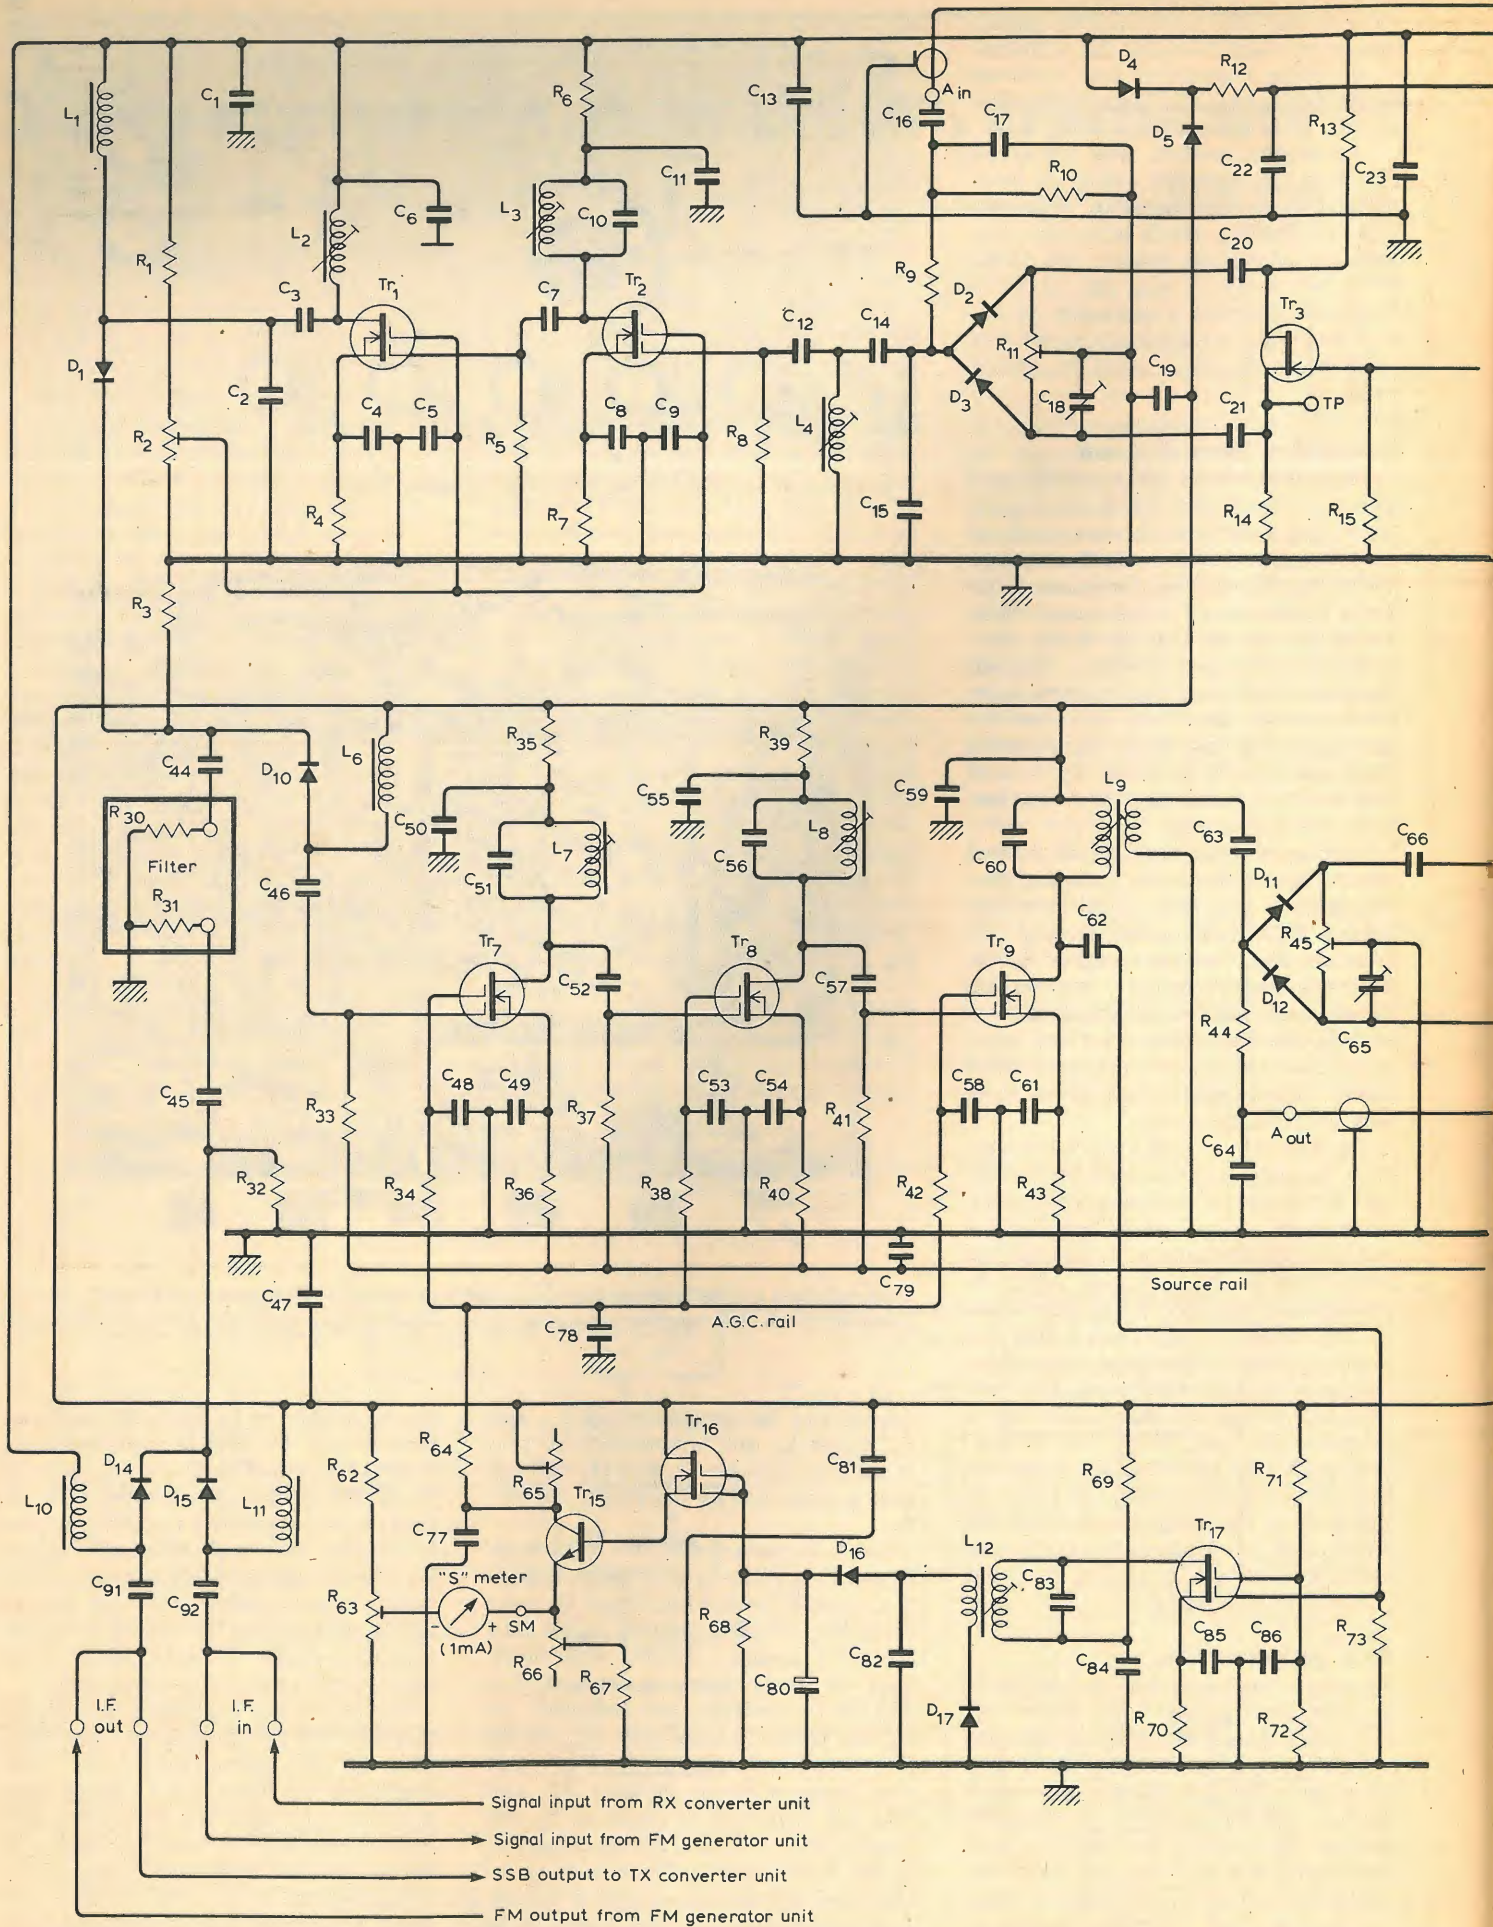 D4
R12
A in
C1
R6
C13
C16
C17
L1
D5
R13
C22
C23
C11
R10
L3
C10
C6
L2
R1
C20
R9
C3
Tr1
C7
Tr2
D2
Tr3
C12
C14
R11
D1
C2
D3
C18
C19
TP
C21
R2
C4
C5
R5
C8
C9
R8
L4
R4
R7
C15
R14
R15
R3
R35
R39
L6
C44
D10
C50
C55
C59
L9
R30
L7
C56
L8
C60
C63
C66
Filter
C51
C46
D11
R31
C62
R45
Tr7
Tr8
Tr9
C52
C57
D12
R44
C65
C45
C48
C49
C53
C54
C58
C61
R33
R37
R41
A out
C64
R32
R34
R36
R38
R40
R42
R43
C79
Source rail
C47
C78
A.G.C. rail
Tr16
R64
D14
R62
R65
C81
R69
R71
L10
D15
L11
Tr15
C77
D16
L12
Tr17
"S" meter
C91
C92
C83
R63
- + SM
(1mA)
R68
R73
R66
C85
C86
R67
C80
C82
C84
I.F. out
I.F. in
D17
R70
R72
Signal input from RX converter unit
Signal input from FM generator unit
SSB output to TX converter unit
FM output from FM generator unit